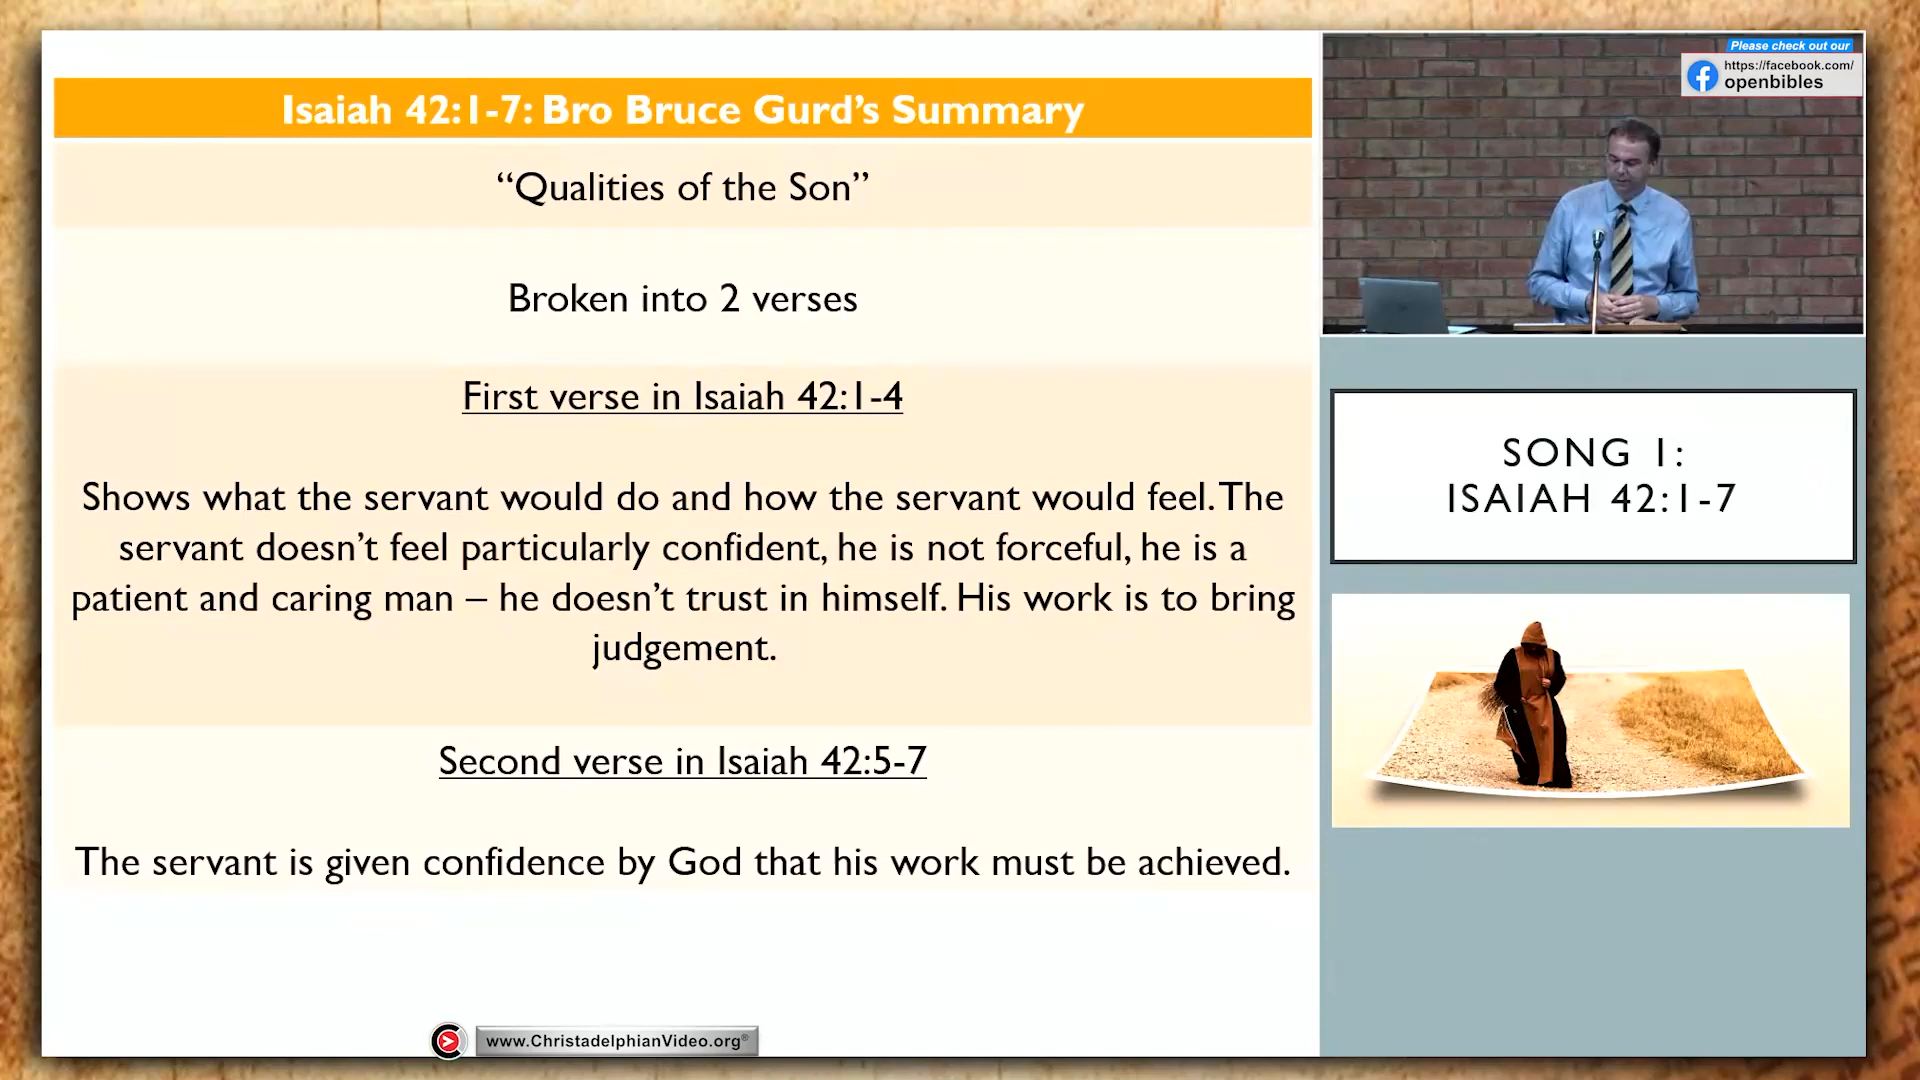 Isaiah 42:1-7: Bro Bruce Gurd’s Summary
“Qualities of the Son”
Broken into 2 verses
First verse in Isaiah 42:1-4
Shows what the servant would do and how the servant would feel. The
servant doesn’t feel particularly confident, he is not forceful, he is a
patient and caring man – he doesn’t trust in himself. His work is to bring
judgement.
Second verse in Isaiah 42:5-7
The servant is given confidence by God that his work must be achieved.
www.ChristadelphianVideo.org®
Please check out our
https://facebook.com/
openbibles
SONG 1:
ISAIAH 42:1-7